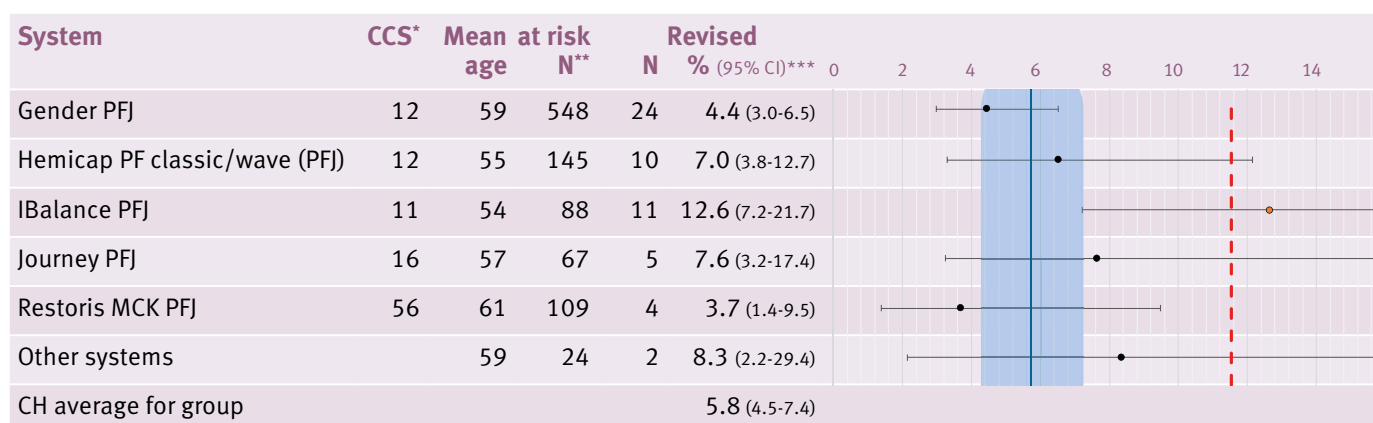 System CCS* Mean age at risk N** Revised N % (95% CI)*** 0 2 4 6 8 10 12 14
Gender PFJ 12 59 548 24 4.4 (3.0-6.5)
Hemicap PF classic/wave (PFJ) 12 55 145 10 7.0 (3.8-12.7)
IBalance PFJ 11 54 88 11 12.6 (7.2-21.7)
Journey PFJ 16 57 67 5 7.6 (3.2-17.4)
Restoris MCK PFJ 56 61 109 4 3.7 (1.4-9.5)
Other systems 59 24 2 8.3 (2.2-29.4)
CH average for group 5.8 (4.5-7.4)